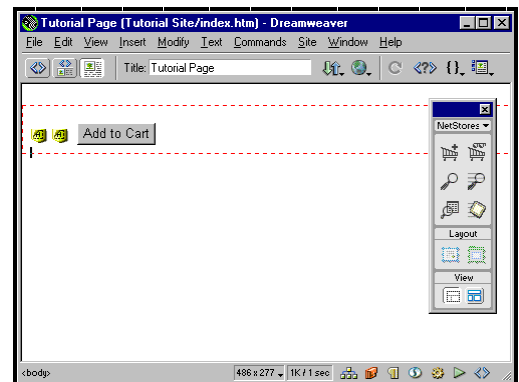 Tutorial Page (Tutorial Site/index.htm) - Dreamweaver
File Edit View Insert Modify Text Commands Site Window Help
Title: Tutorial Page
NetStores
Add to Cart
Layout
View
<body> 486 x 277 1K / 1 sec